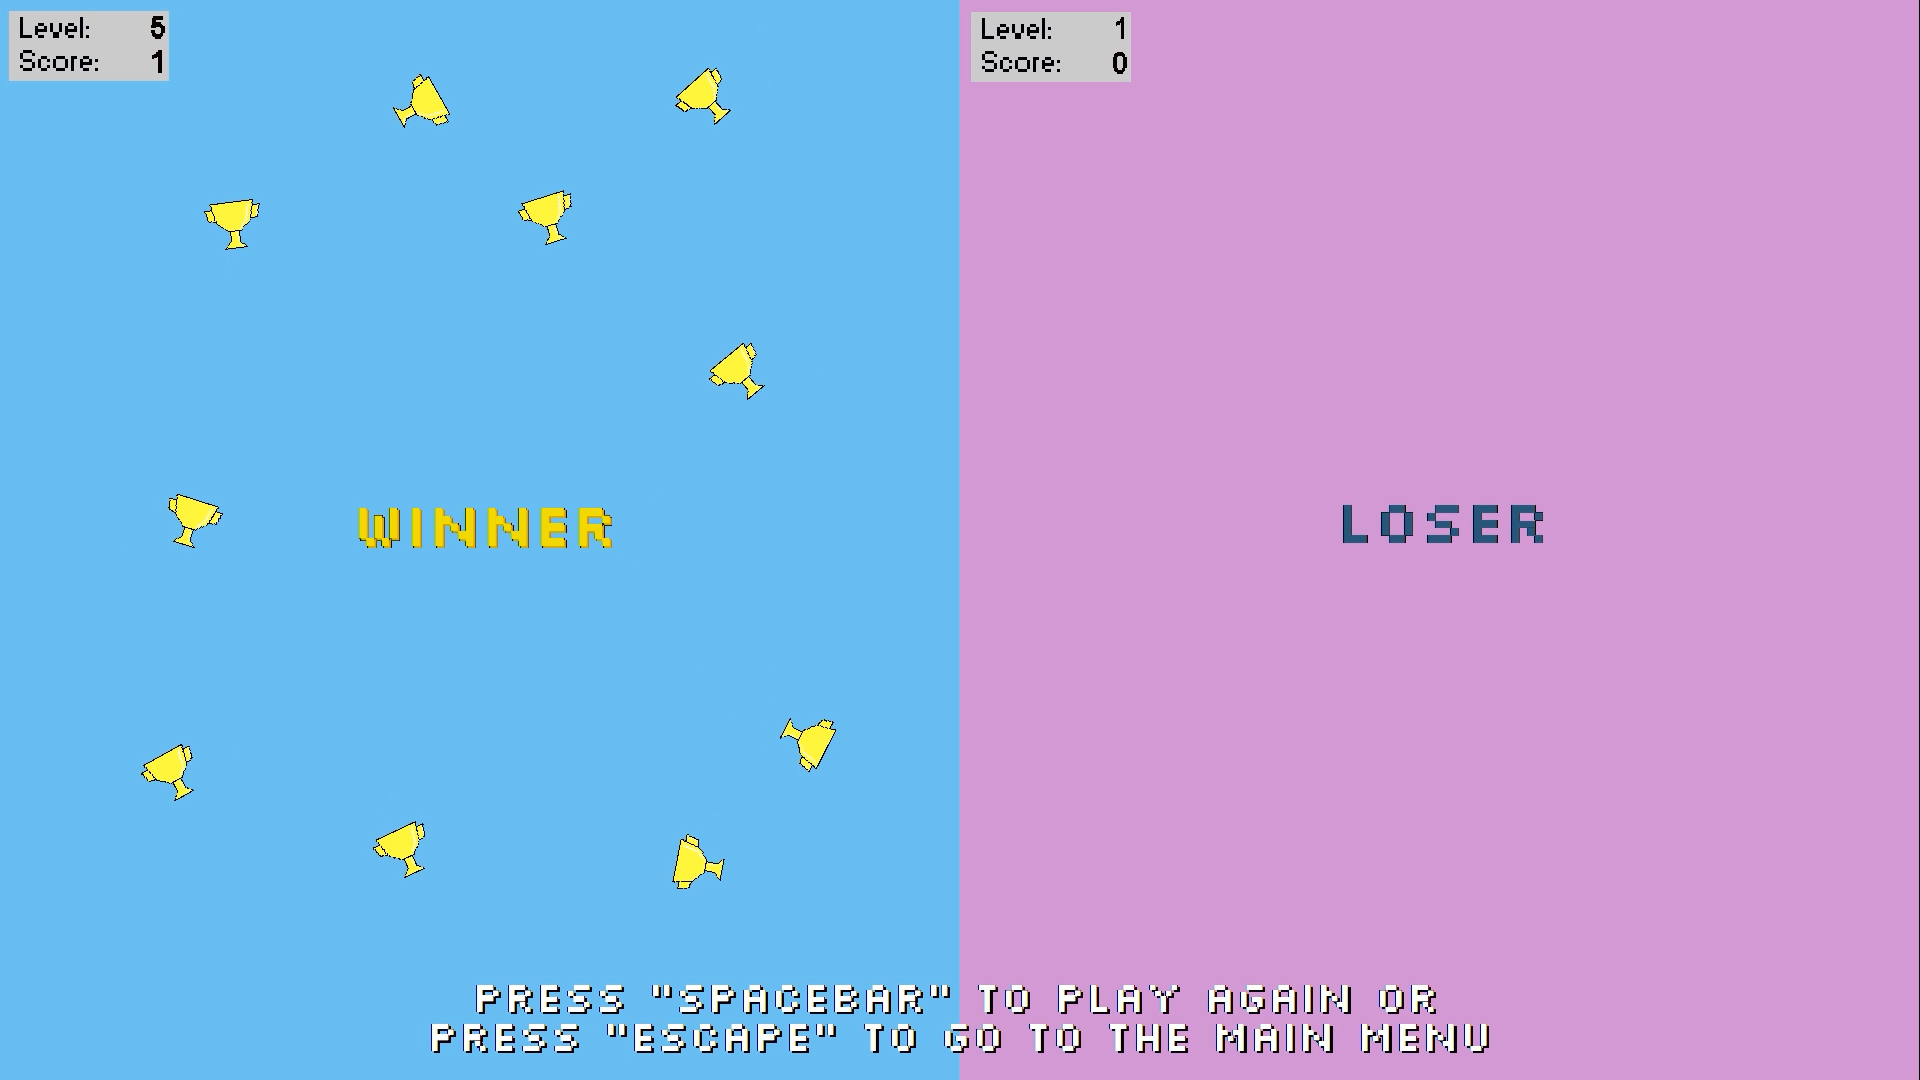 Level: 5
Score: 1
Level: 1
Score: 0
WINNER
LOSER
PRESS "SPACEBAR" TO PLAY AGAIN OR
PRESS "ESCAPE" TO GO TO THE MAIN MENU